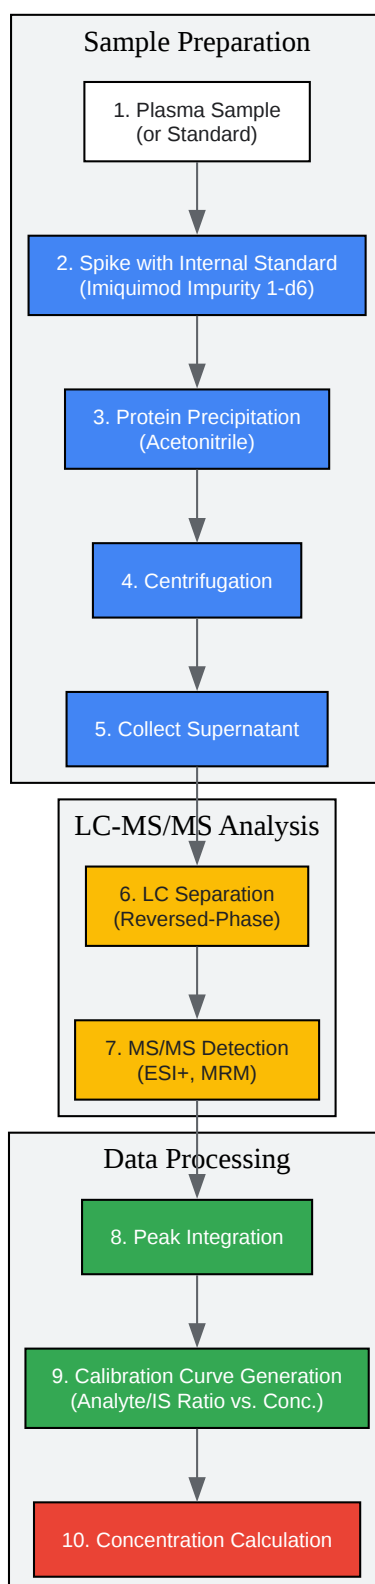 Sample Preparation
1. Plasma Sample
(or Standard)
2. Spike with Internal Standard
(Imiquimod Impurity 1-d6)
3. Protein Precipitation
(Acetonitrile)
4. Centrifugation
5. Collect Supernatant
LC-MS/MS Analysis
6. LC Separation
(Reversed-Phase)
7. MS/MS Detection
(ESI+, MRM)
Data Processing
8. Peak Integration
9. Calibration Curve Generation
(Analyte/IS Ratio vs. Conc.)
10. Concentration Calculation